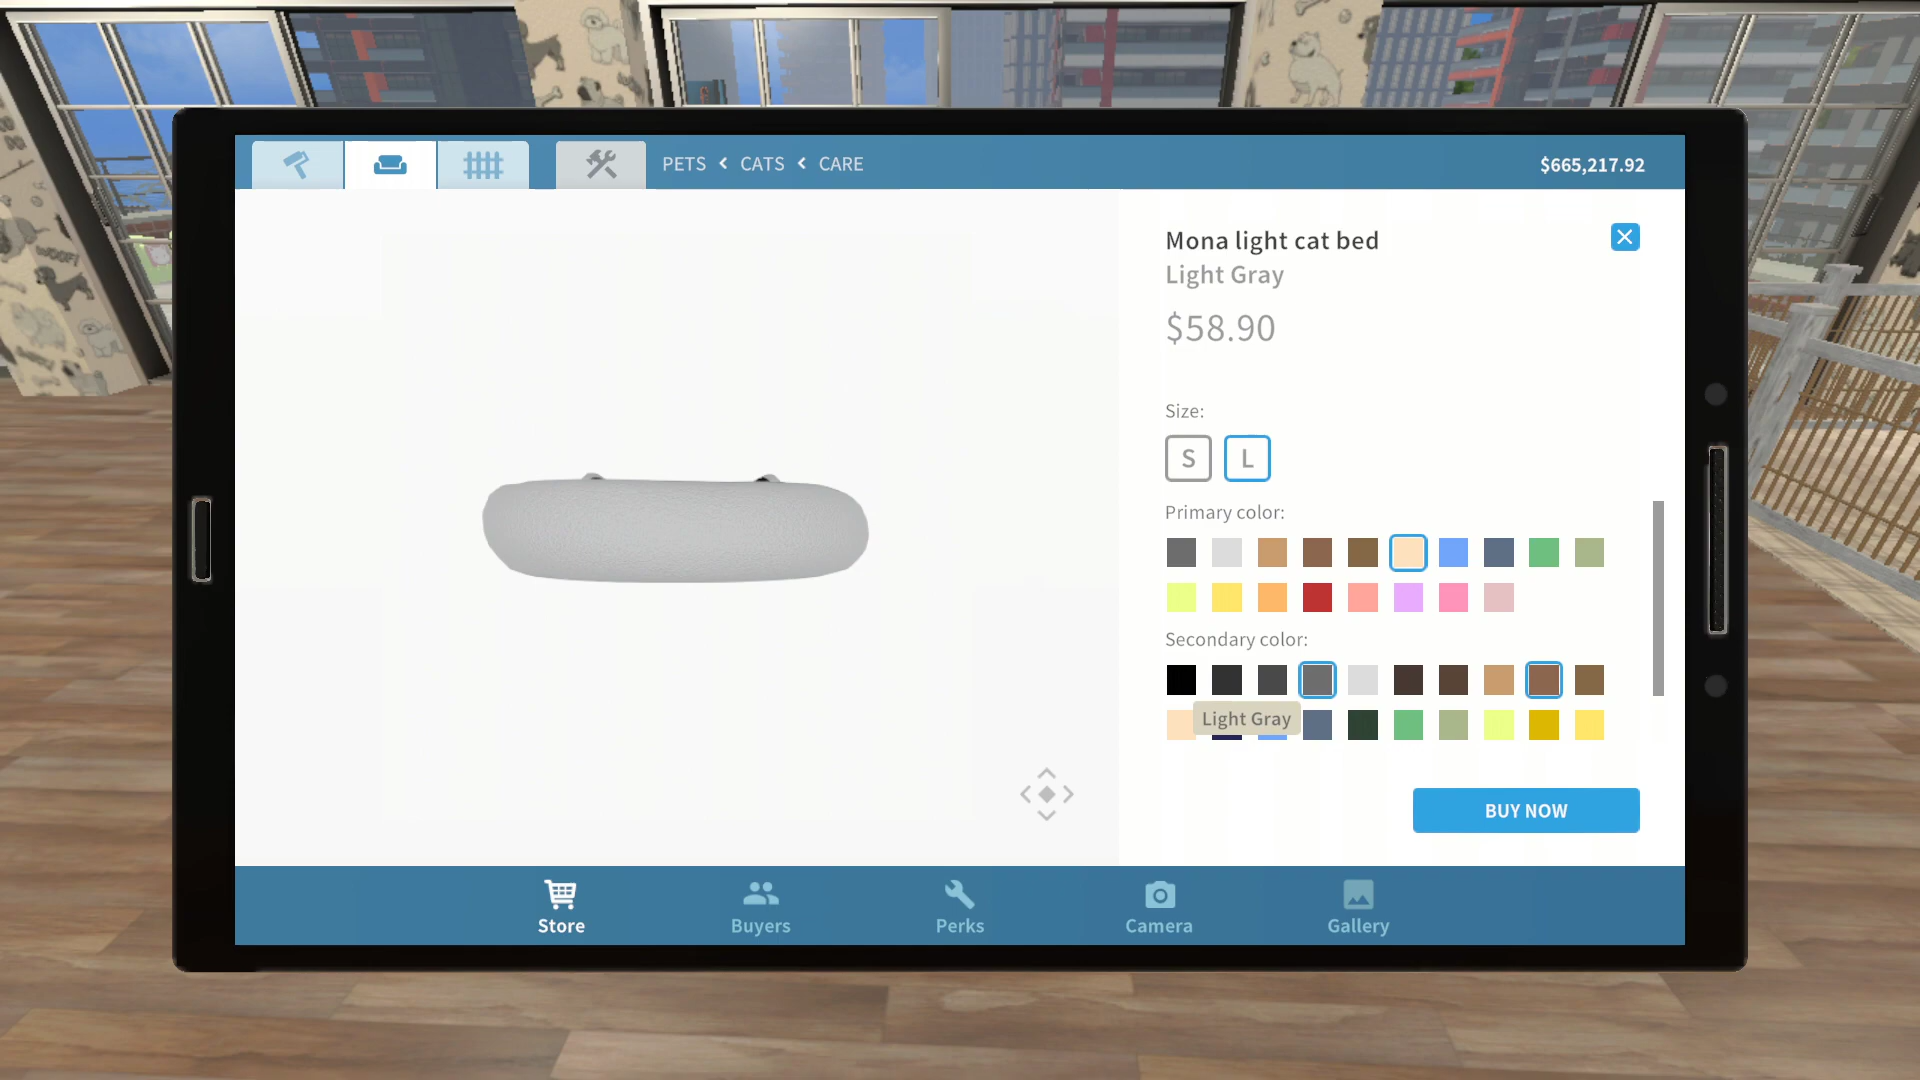 PETS < CATS < CARE
$665,217.92
Mona light cat bed
Light Gray
$58.90
Size:
S L
Primary color:
Secondary color:
Light Gray
BUY NOW
Store Buyers Perks Camera Gallery
WOOF!